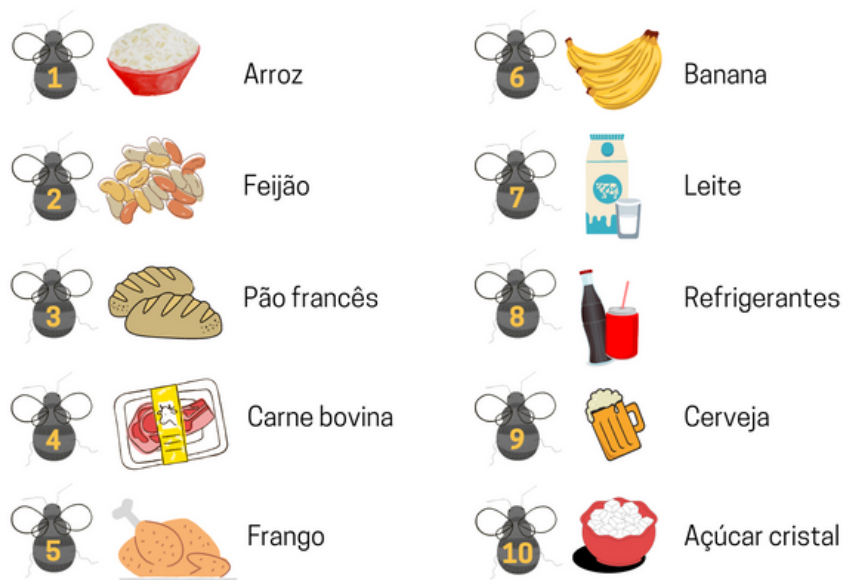 1 Arroz
2 Feijão
3 Pão francês
4 Carne bovina
5 Frango
6 Banana
7 Leite
8 Refrigerantes
9 Cerveja
10 Açúcar cristal